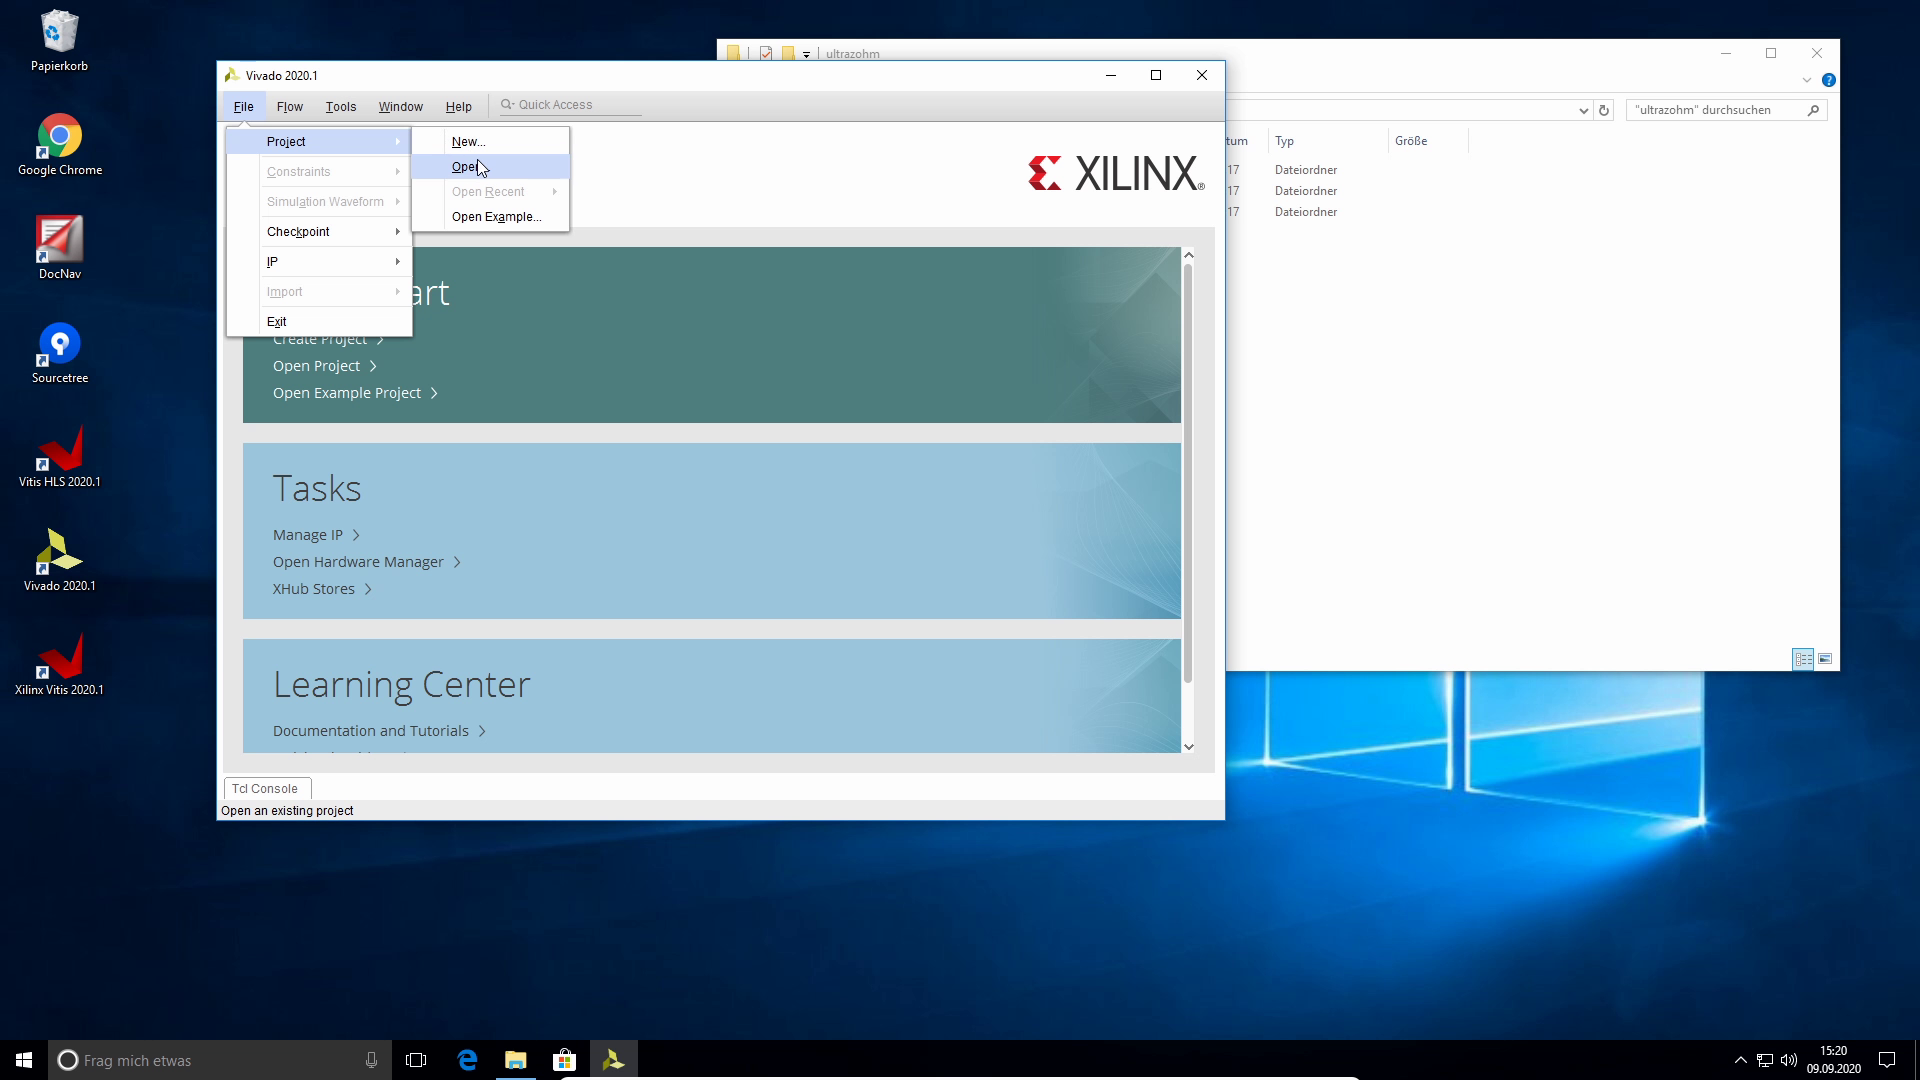 Papierkorb
Google Chrome
DocNav
Sourcetree
Vitis HLS 2020.1
Vivado 2020.1
Xilinx Vitis 2020.1
ultrazohm
"ultrazohm" durchsuchen
tum Typ Größe
17 Dateiordner
17 Dateiordner
17 Dateiordner
Vivado 2020.1
File Flow Tools Window Help Quick Access
Project
Constraints
Simulation Waveform
Checkpoint
IP
Import
Exit
New...
Open
Open Recent
Open Example...
XILINX®
art
Create Project
Open Project
Open Example Project
Tasks
Manage IP
Open Hardware Manager
XHub Stores
Learning Center
Documentation and Tutorials
Tcl Console
Open an existing project
Frag mich etwas
15:20
09.09.2020